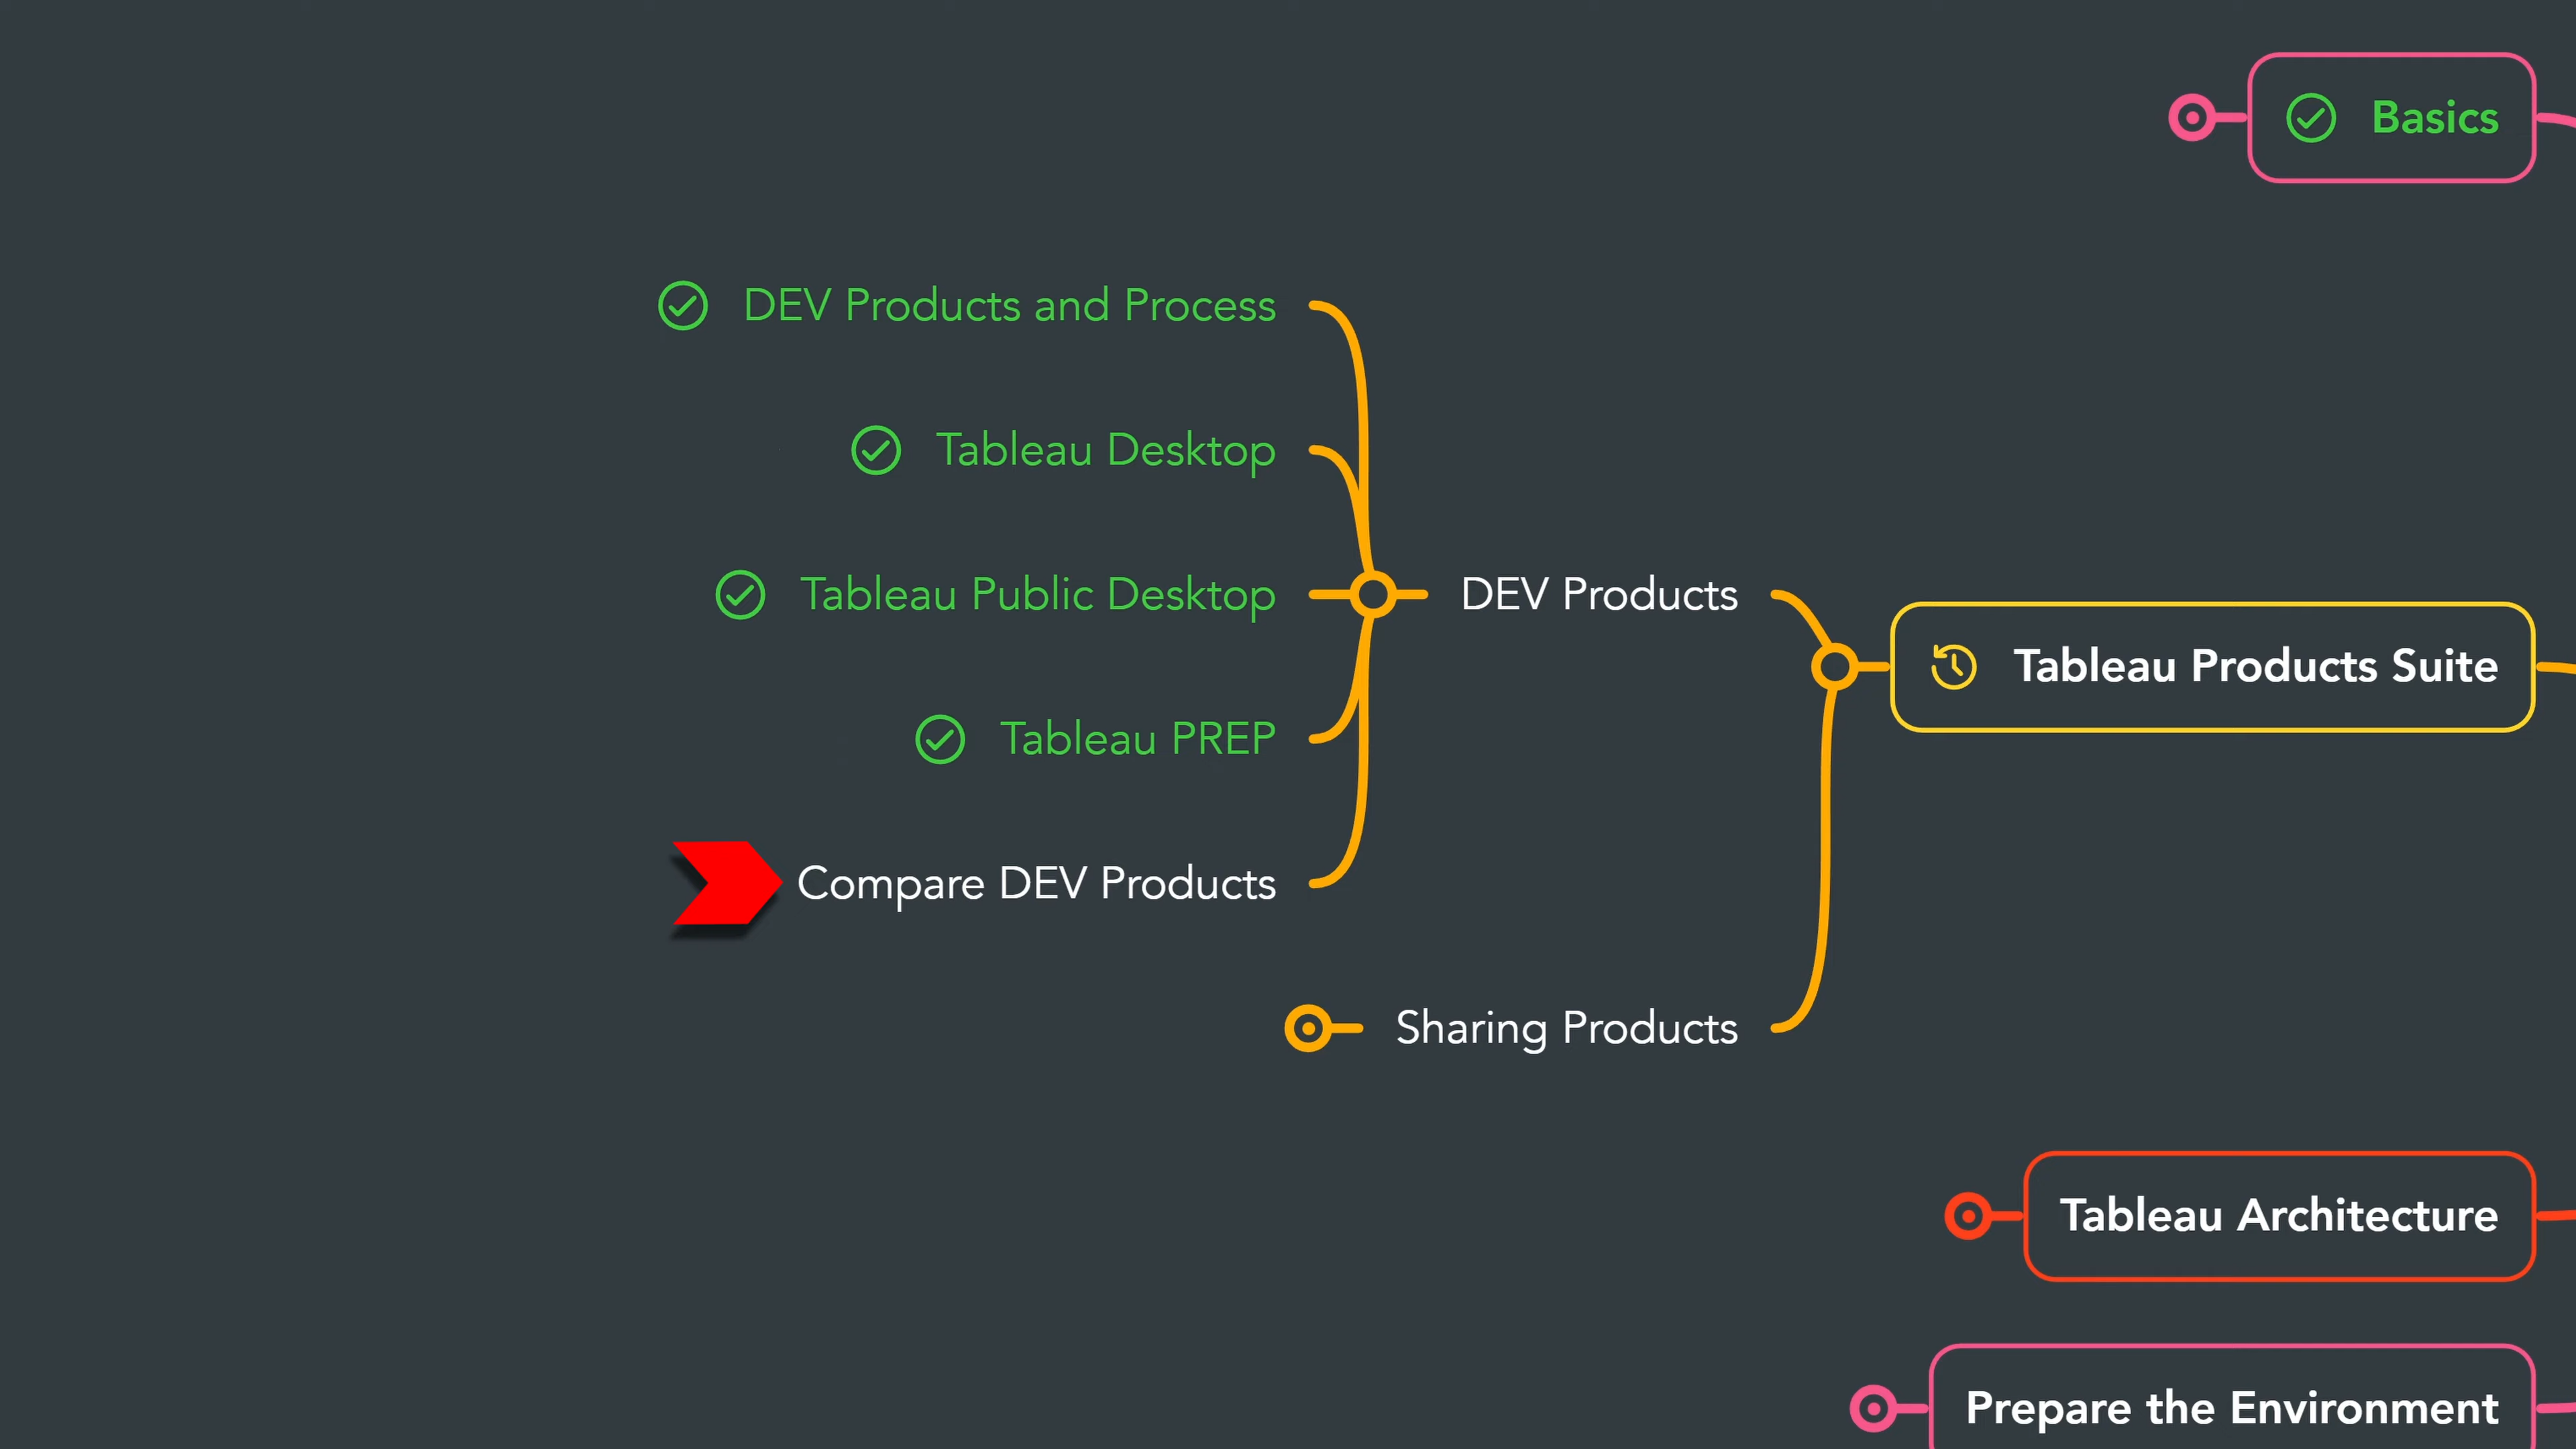 Basics
DEV Products and Process
Tableau Desktop
Tableau Public Desktop
DEV Products
Tableau Products Suite
Tableau PREP
Compare DEV Products
Sharing Products
Tableau Architecture
Prepare the Environment